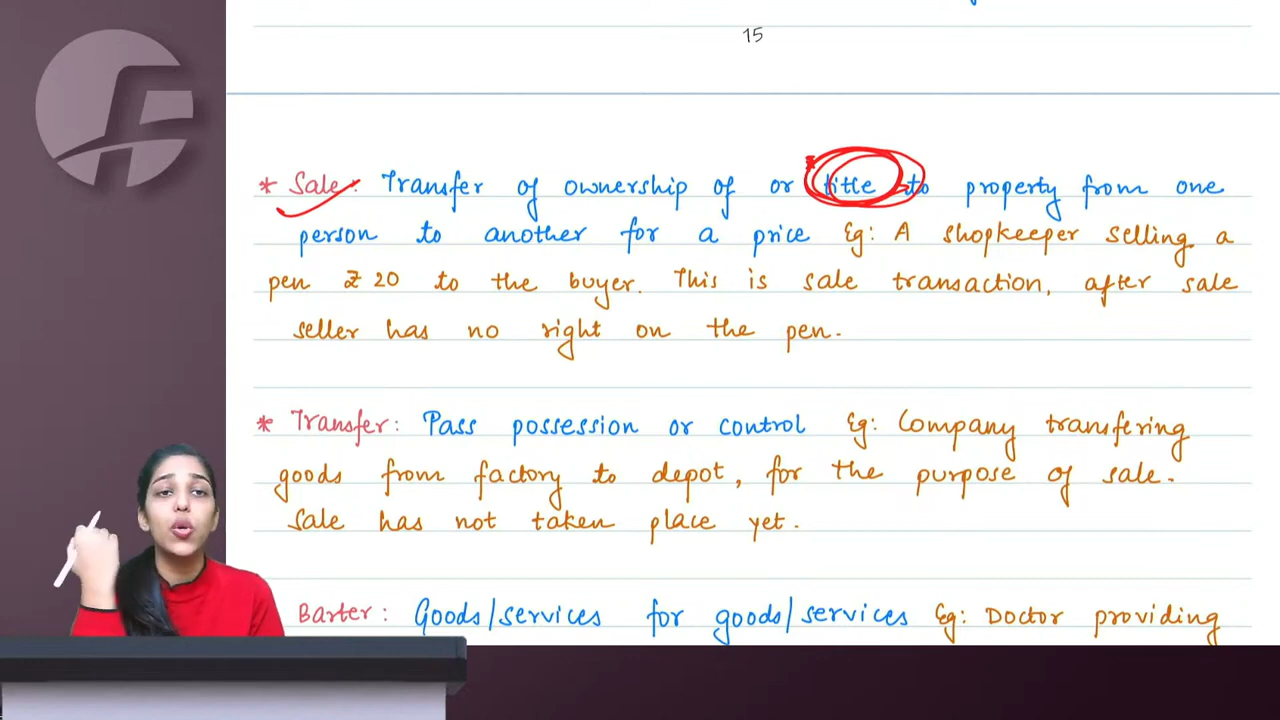 15
* Sale: Transfer of ownership of or title to property from one
person to another for a price Eg: A shopkeeper selling a
pen ₹ 20 to the buyer. This is sale transaction, after sale
seller has no right on the pen.
* Transfer: Pass possession or control Eg: Company transfering
goods from factory to depot, for the purpose of sale.
Sale has not taken place yet.
Barter: Goods/services for goods/services Eg: Doctor providing